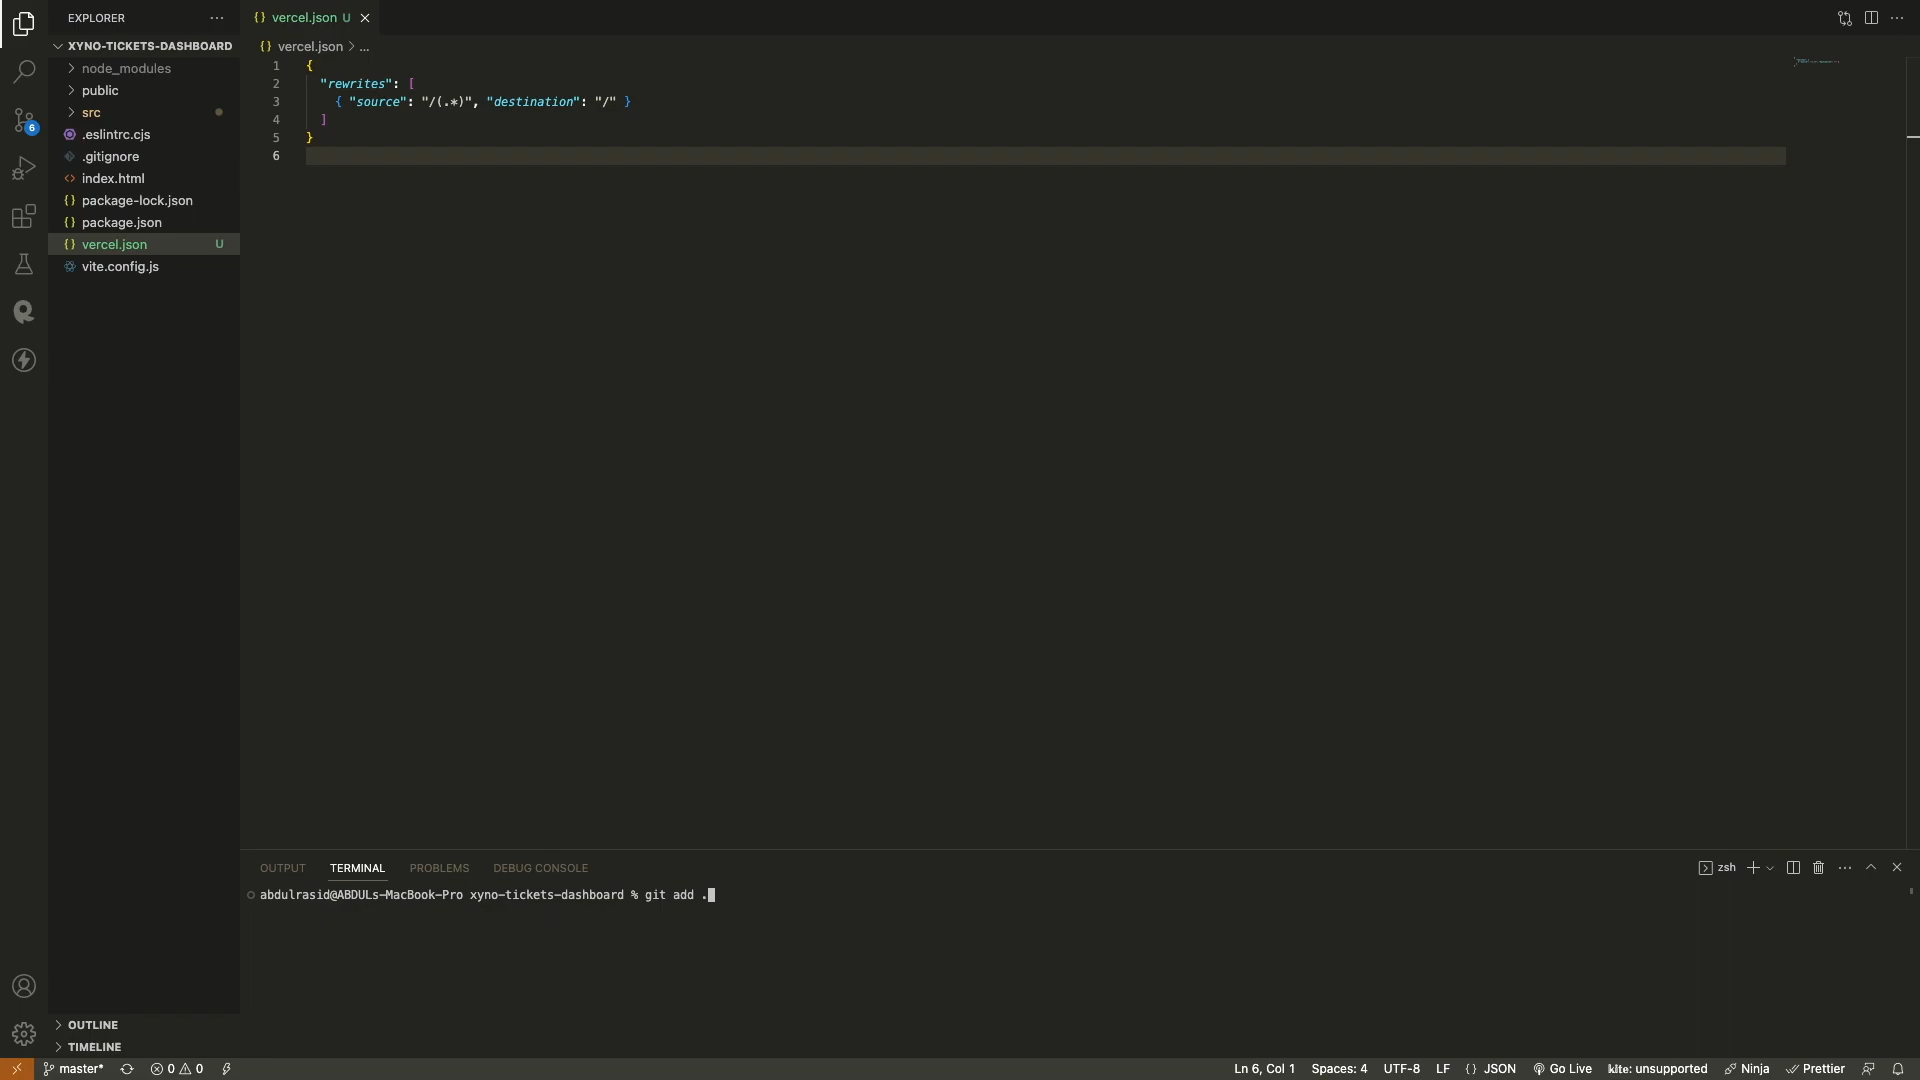 EXPLORER
XYNO-TICKETS-DASHBOARD
node_modules
public
src
.eslintrc.cjs
.gitignore
index.html
package-lock.json
package.json
vercel.json U
vite.config.js
OUTLINE
TIMELINE
6
{} vercel.json U
{} vercel.json > ...
1 {
2 "rewrites": [
3 { "source": "/(.*)", "destination": "/" }
4 ]
5 }
6
OUTPUT TERMINAL PROBLEMS DEBUG CONSOLE
zsh
abdulrasid@ABDULs-MacBook-Pro xyno-tickets-dashboard % git add .
master* 0 0
Ln 6, Col 1 Spaces: 4 UTF-8 LF {} JSON Go Live kite: unsupported Ninja Prettier